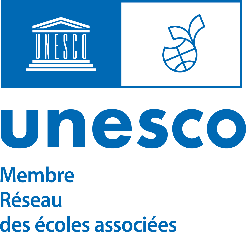 UNESCO
unesco
Membre
Réseau
des écoles associées